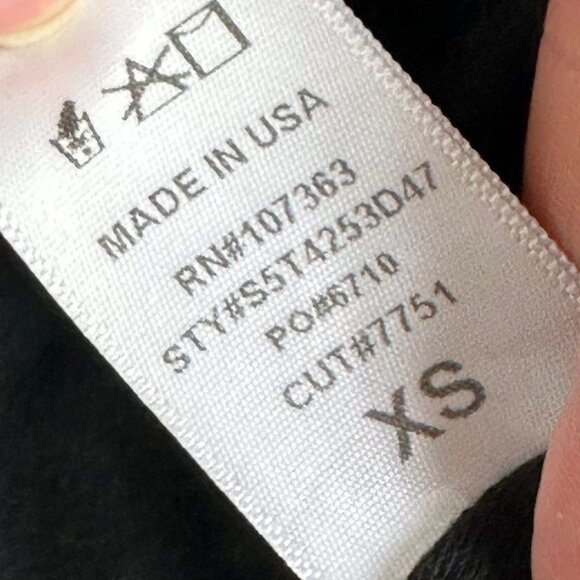 MADE IN USA
RN#107363
STY#S5T4253D47
PO#6710
CUT#7751
XS